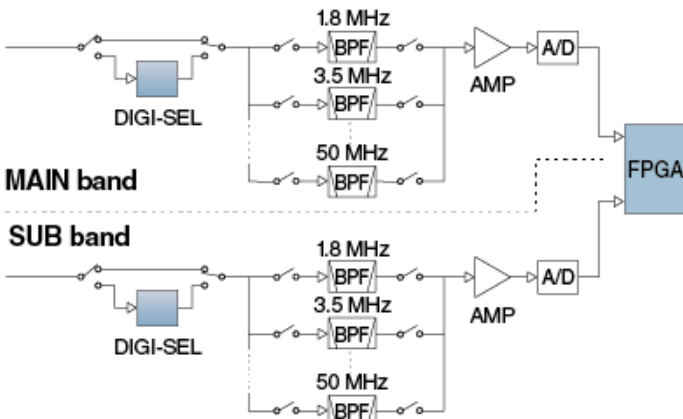 1.8 MHz
BPF
A/D
3.5 MHz
AMP
DIGI-SEL
BPF
50 MHz
BPF
FPGA
MAIN band
SUB band
1.8 MHz
BPF
A/D
3.5 MHz
AMP
DIGI-SEL
BPF
50 MHz
BPF